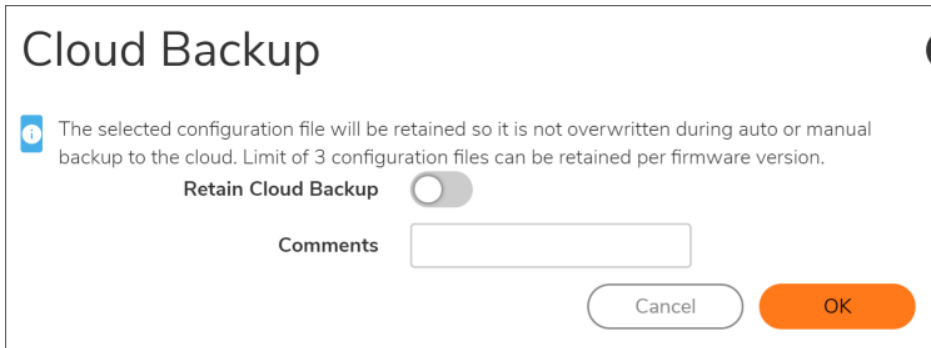 Cloud Backup
The selected configuration file will be retained so it is not overwritten during auto or manual
backup to the cloud. Limit of 3 configuration files can be retained per firmware version.
Retain Cloud Backup
Comments
Cancel OK